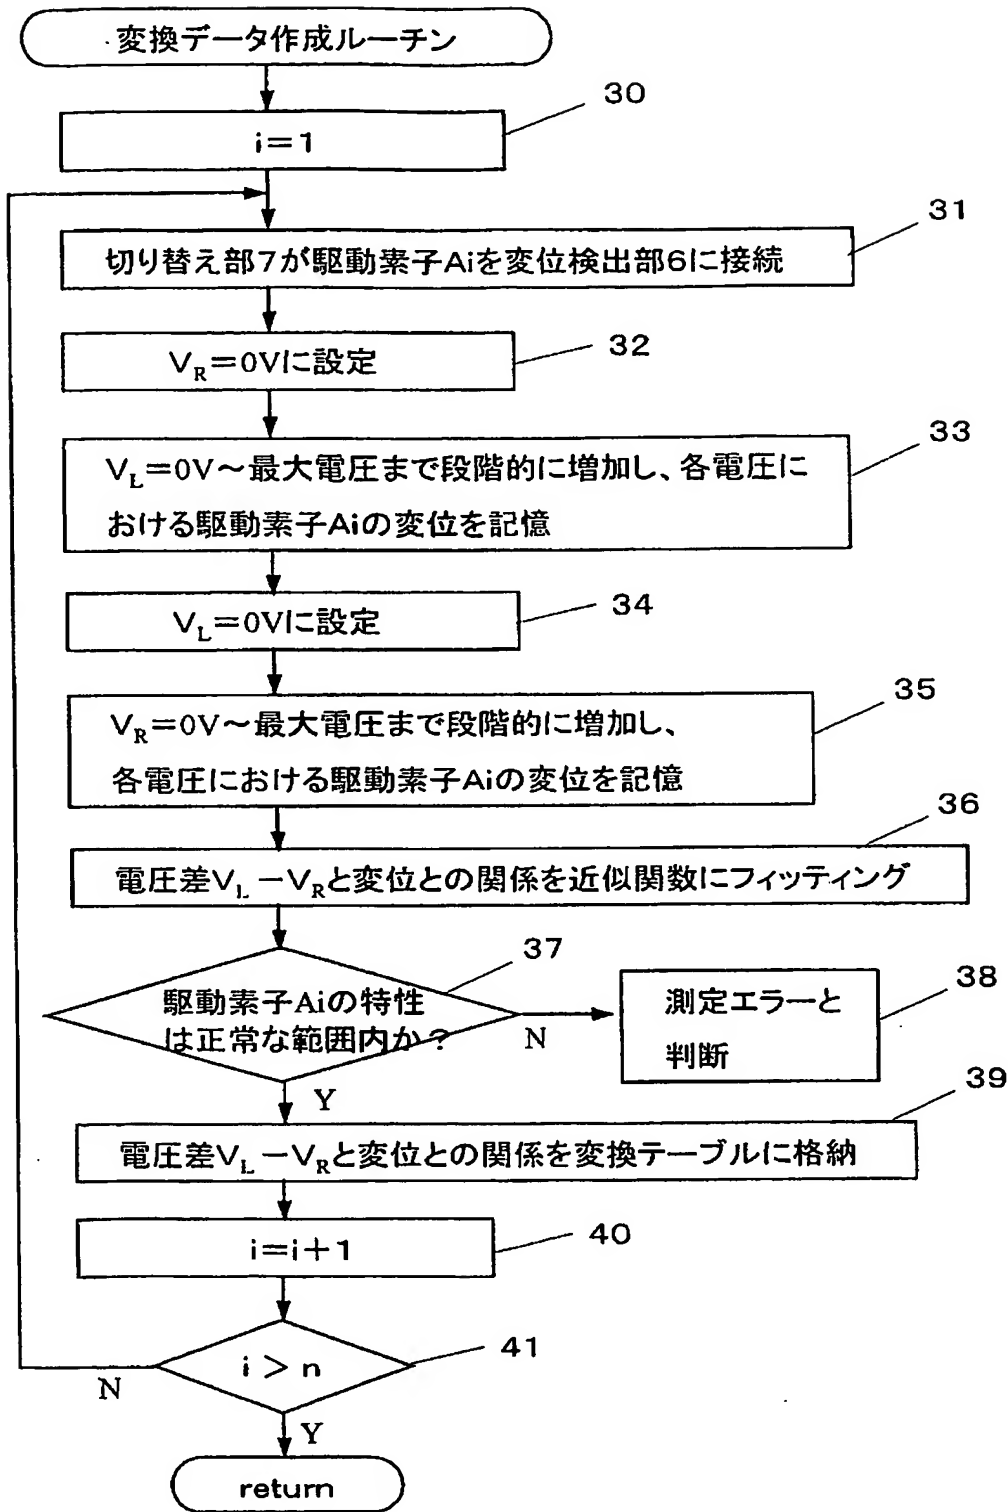 変換データ作成ルーチン
30
i=1
31
切り替え部7が駆動素子Aiを変位検出部6に接続
32
VR=0Vに設定
33
VL=0V～最大電圧まで段階的に増加し、各電圧に
おける駆動素子Aiの変位を記憶
34
VL=0Vに設定
35
VR=0V～最大電圧まで段階的に増加し、
各電圧における駆動素子Aiの変位を記憶
36
電圧差VL－VRと変位との関係を近似関数にフィッティング
37
駆動素子Aiの特性
は正常な範囲内か？
N
38
測定エラーと
判断
Y
39
電圧差VL－VRと変位との関係を変換テーブルに格納
40
i=i+1
41
i > n
N
Y
return